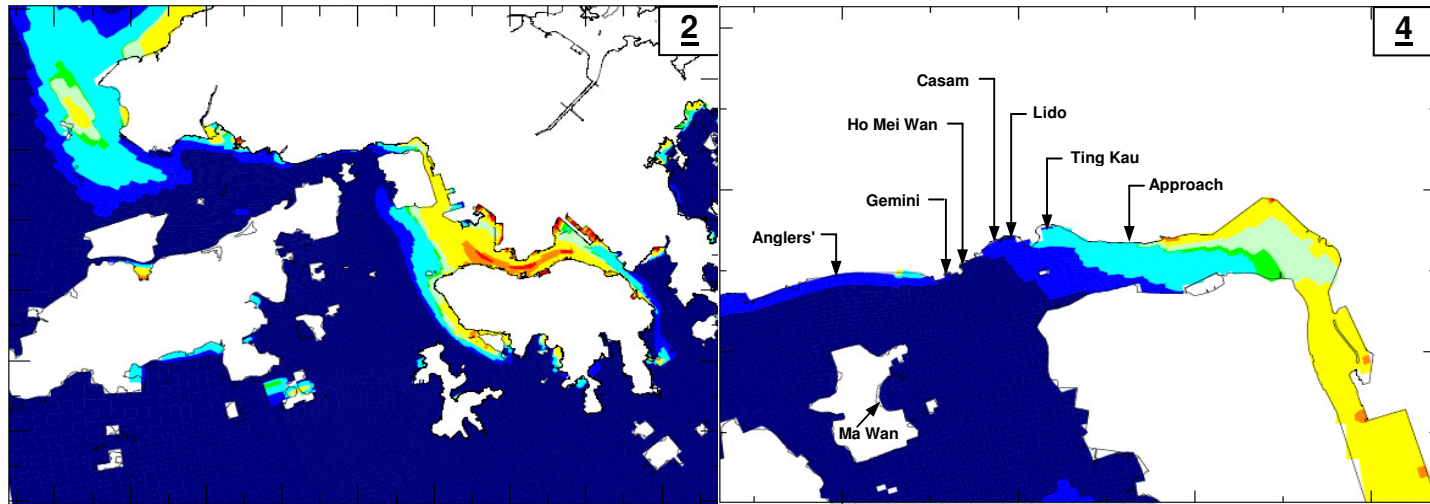 2
4
Casam
Lido
Ho Mei Wan
Ting Kau
Approach
Gemini
Anglers'
Ma Wan